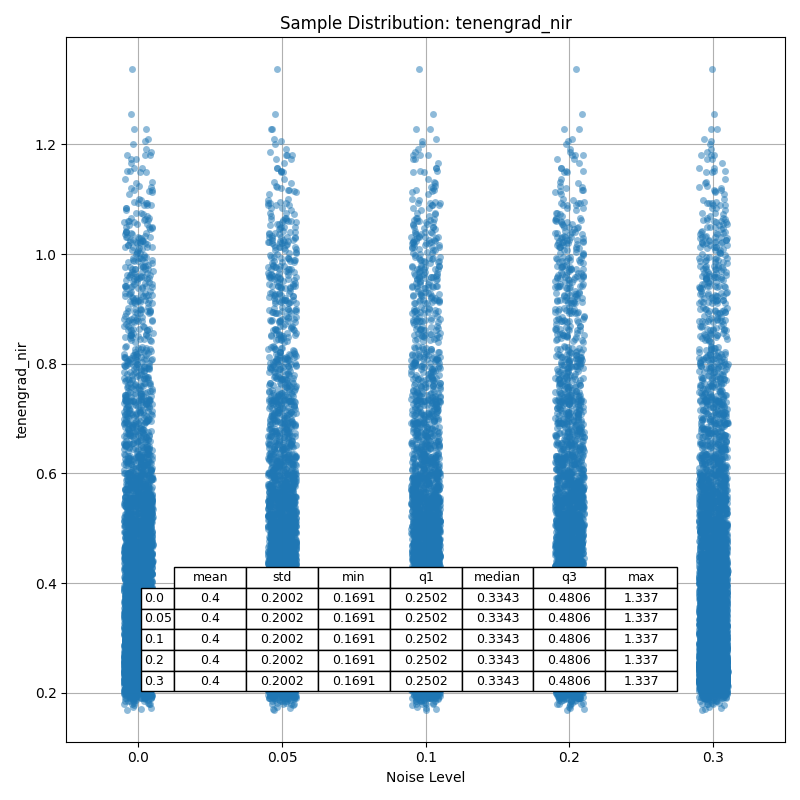 Sample Distribution: tenengrad_nir
tenengrad_nir
1.2
1.0
0.8
0.6
0.4
0.2
mean std min q1 median q3 max
0.0 0.4 0.2002 0.1691 0.2502 0.3343 0.4806 1.337
0.05 0.4 0.2002 0.1691 0.2502 0.3343 0.4806 1.337
0.1 0.4 0.2002 0.1691 0.2502 0.3343 0.4806 1.337
0.2 0.4 0.2002 0.1691 0.2502 0.3343 0.4806 1.337
0.3 0.4 0.2002 0.1691 0.2502 0.3343 0.4806 1.337
0.0 0.05 0.1 0.2 0.3
Noise Level